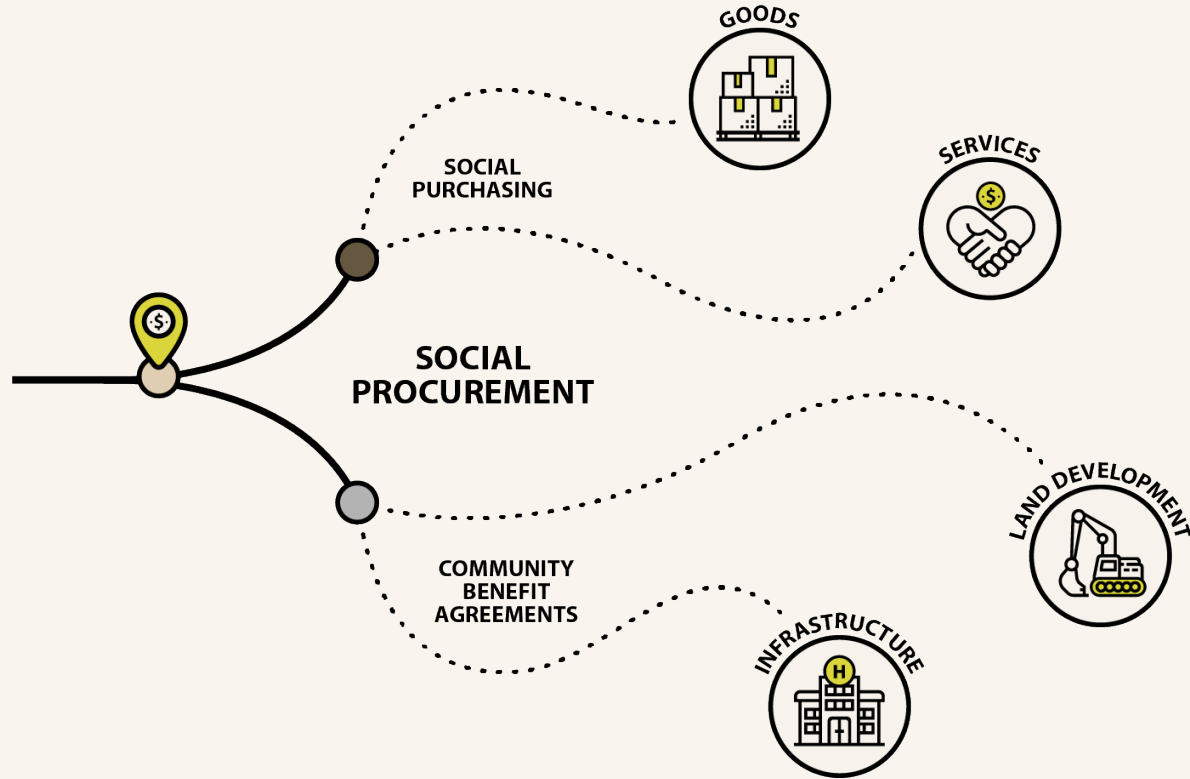 GOODS
SERVICES
SOCIAL
PURCHASING
$
$
SOCIAL
PROCUREMENT
LAND DEVELOPMENT
COMMUNITY
BENEFIT
AGREEMENTS
INFRASTRUCTURE
H